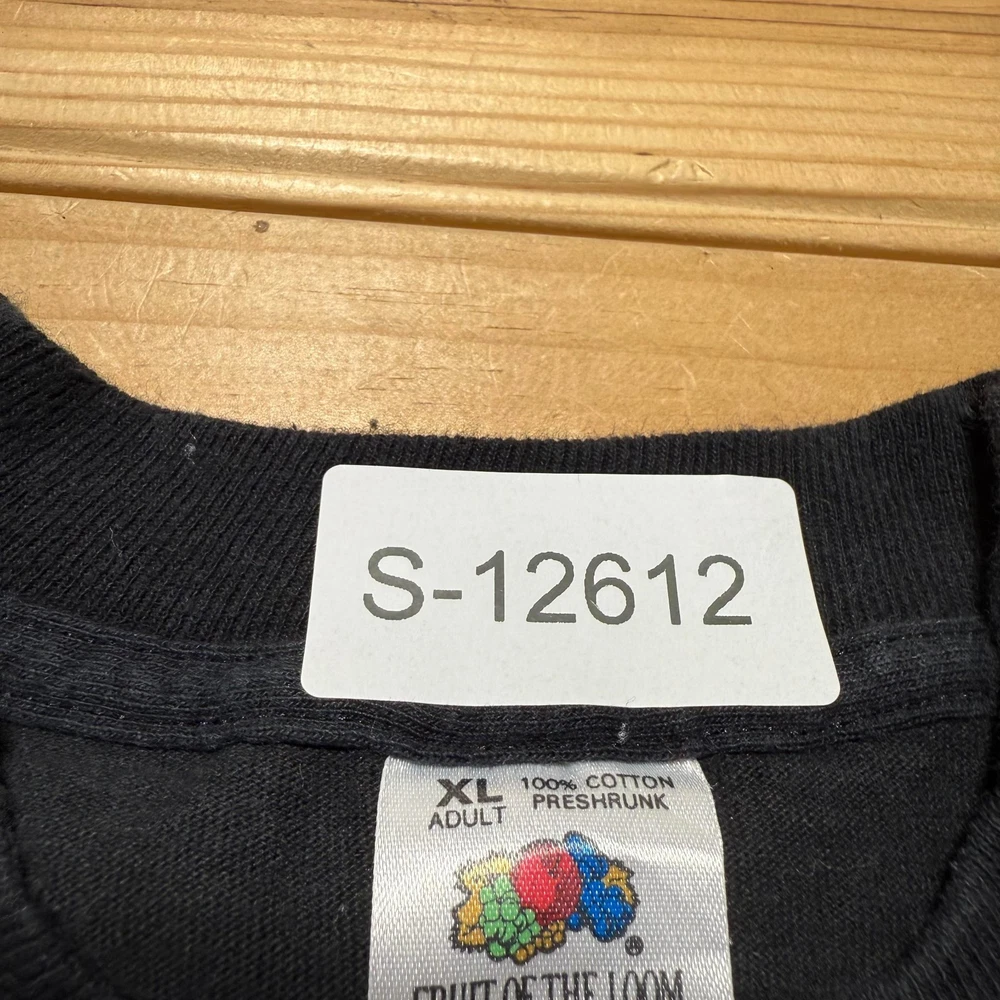 S-12612
XL 100% COTTON
ADULT PRESHRUNK
®
FRUIT OF THE LOOM